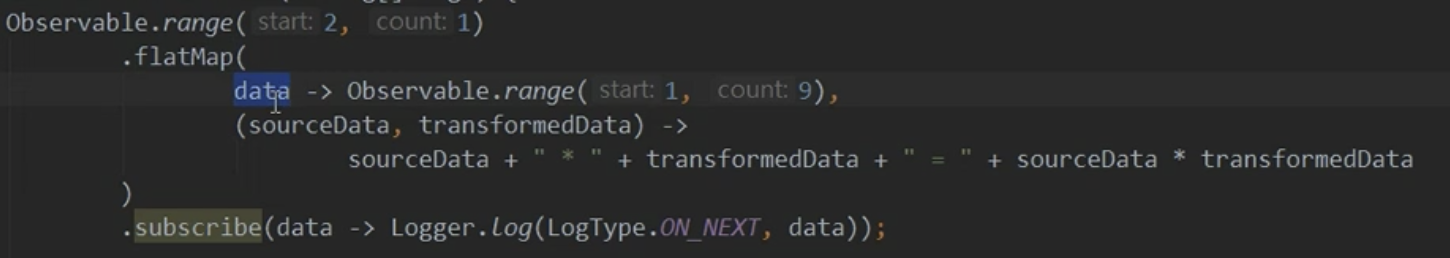 Observable.range( start: 2, count: 1)
.flatMap(
data -> Observable.range( start: 1, count: 9),
(sourceData, transformedData) ->
sourceData + " * " + transformedData + " = " + sourceData * transformedData
)
.subscribe(data -> Logger.log(LogType.ON_NEXT, data));